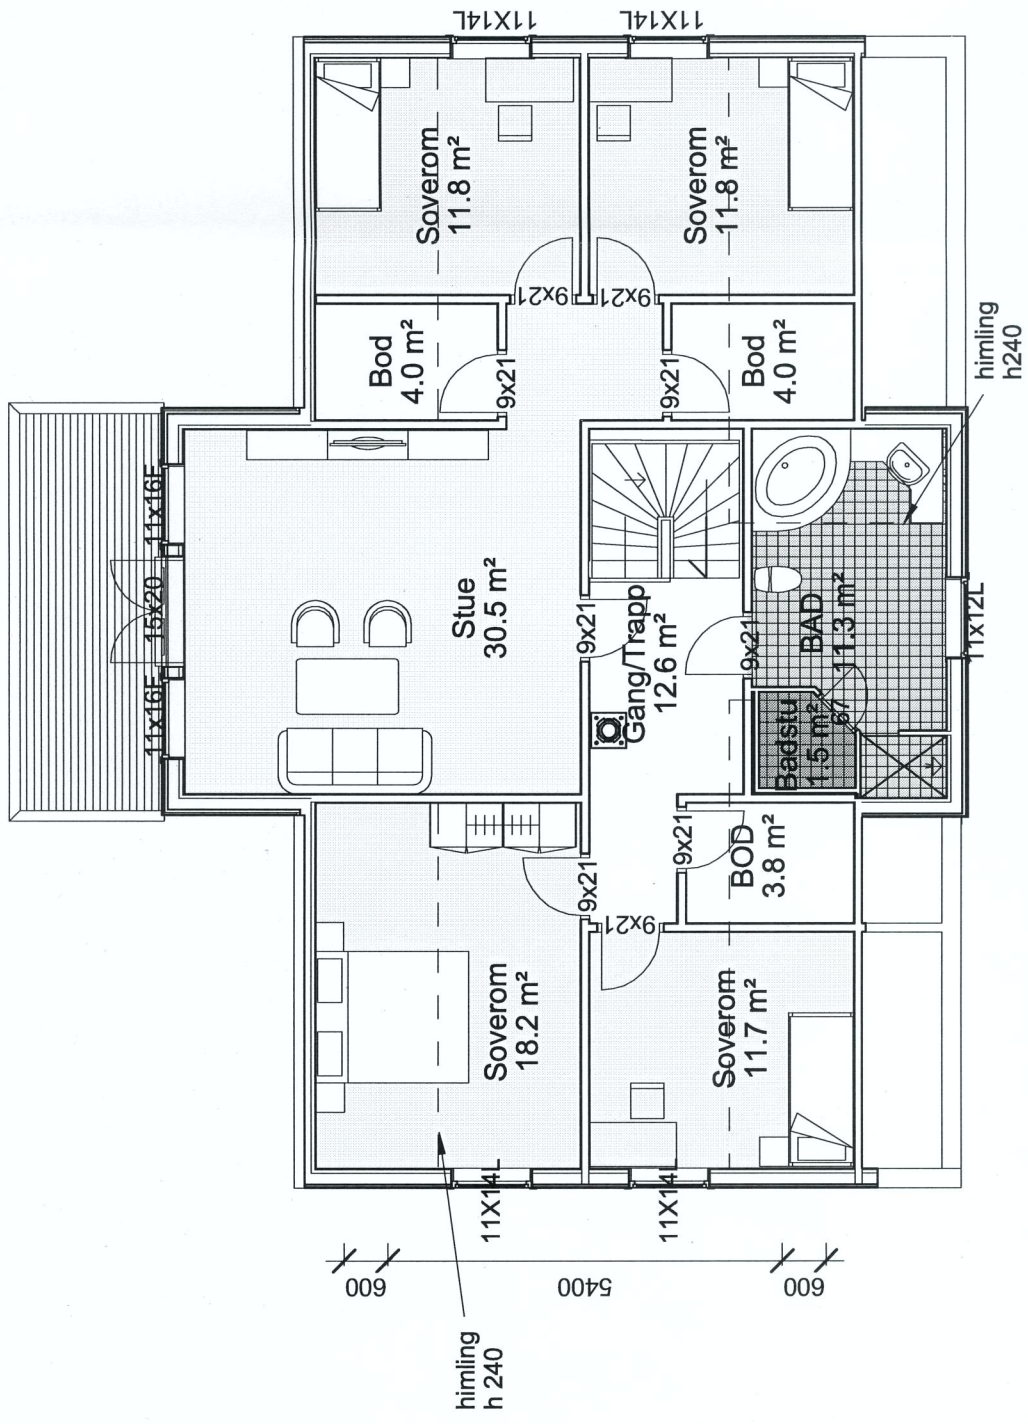 11X14L
11X14L
Soverom
11.8 m²
Soverom
11.8 m²
9x21
9x21
Bod
4.0 m²
9x21
9x21
Bod
4.0 m²
himling
h240
11x16F
15x20
11x16F
Stue
30.5 m²
9x21
Gang/Trapp
12.6 m²
9x21
BAD
11.3 m²
11x12L
Badstu
1.5 m²
67
9x21
BOD
3.8 m²
9x21
9x21
Soverom
18.2 m²
Soverom
11.7 m²
11X14L
11X14L
600
5400
600
himling
h 240